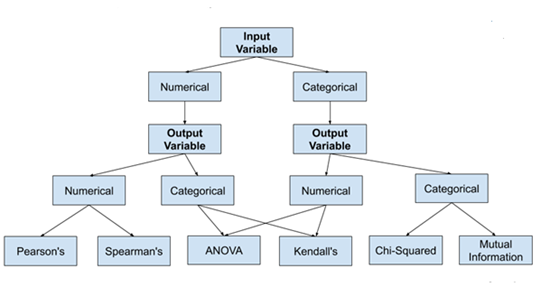 Input
Variable
Numerical
Categorical
Output
Variable
Output
Variable
Numerical
Categorical
Numerical
Categorical
Pearson's
Spearman's
ANOVA
Kendall's
Chi-Squared
Mutual
Information